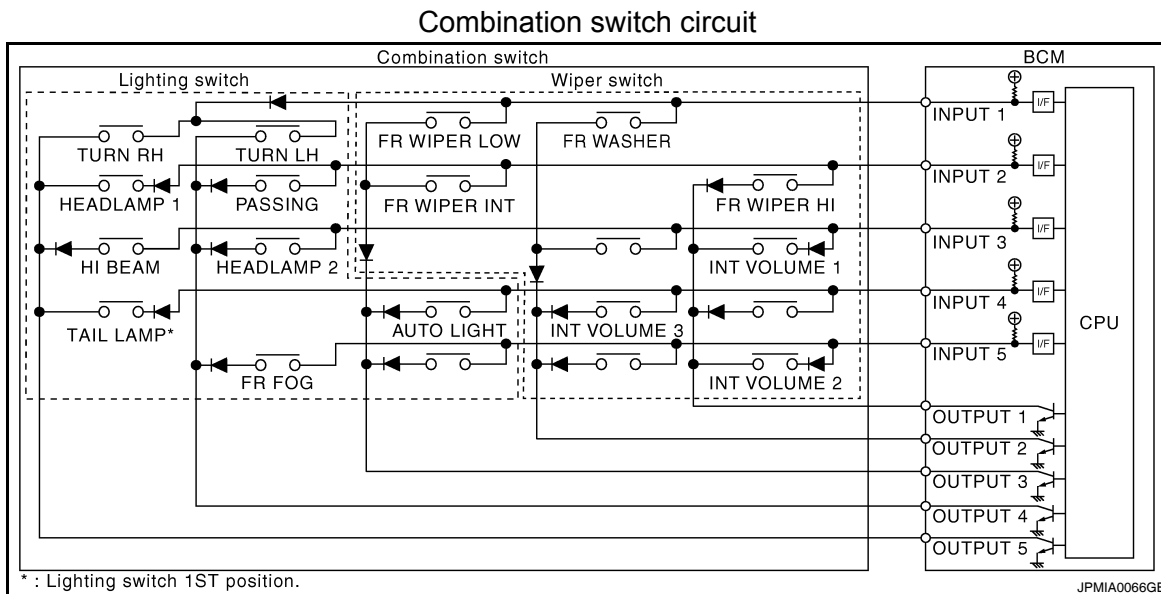 Combination switch circuit
Combination switch
BCM
Lighting switch
Wiper switch
INPUT 1
I/F
TURN RH
TURN LH
FR WIPER LOW
FR WASHER
INPUT 2
I/F
HEADLAMP 1
PASSING
FR WIPER INT
FR WIPER HI
INPUT 3
I/F
HI BEAM
HEADLAMP 2
INT VOLUME 1
INPUT 4
I/F
CPU
TAIL LAMP*
AUTO LIGHT
INT VOLUME 3
INPUT 5
I/F
FR FOG
INT VOLUME 2
OUTPUT 1
OUTPUT 2
OUTPUT 3
OUTPUT 4
OUTPUT 5
* : Lighting switch 1ST position.
JPMIA0066GB